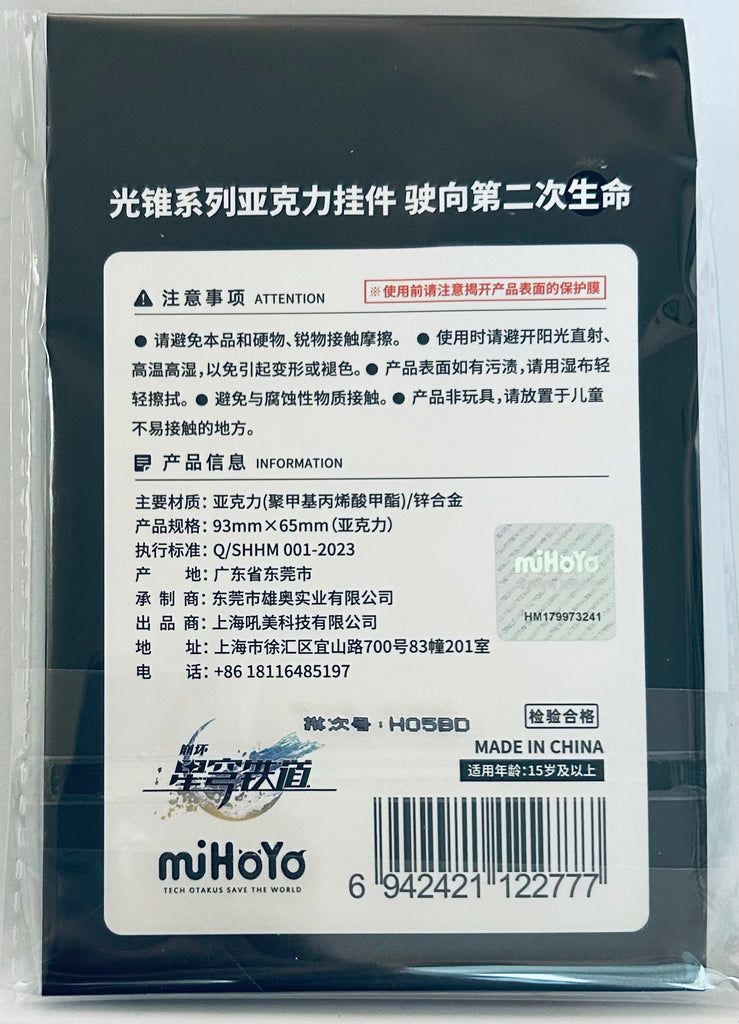 光锥系列亚克力挂件 驶向第二次生命
注意事项 ATTENTION
※使用前请注意揭开产品表面的保护膜
● 请避免本品和硬物、锐物接触摩擦。 ● 使用时请避开阳光直射、
高温高湿,以免引起变形或褪色。● 产品表面如有污渍,请用湿布轻
轻擦拭。● 避免与腐蚀性物质接触。● 产品非玩具,请放置于儿童
不易接触的地方。
产品信息 INFORMATION
主要材质: 亚克力(聚甲基丙烯酸甲酯)/锌合金
产品规格: 93mm×65mm(亚克力)
执行标准: Q/SHHM 001-2023
产 地: 广东省东莞市
承 制 商: 东莞市雄奥实业有限公司
出 品 商: 上海吼美科技有限公司
地 址: 上海市徐汇区宜山路700号83幢201室
电 话: +86 18116485197
miHoYo
HM179973241
批次号:H05BD
检验合格
MADE IN CHINA
适用年龄:15岁及以上
崩坏
星穹铁道
miHoYo
TECH OTAKUS SAVE THE WORLD
6 942421 122777